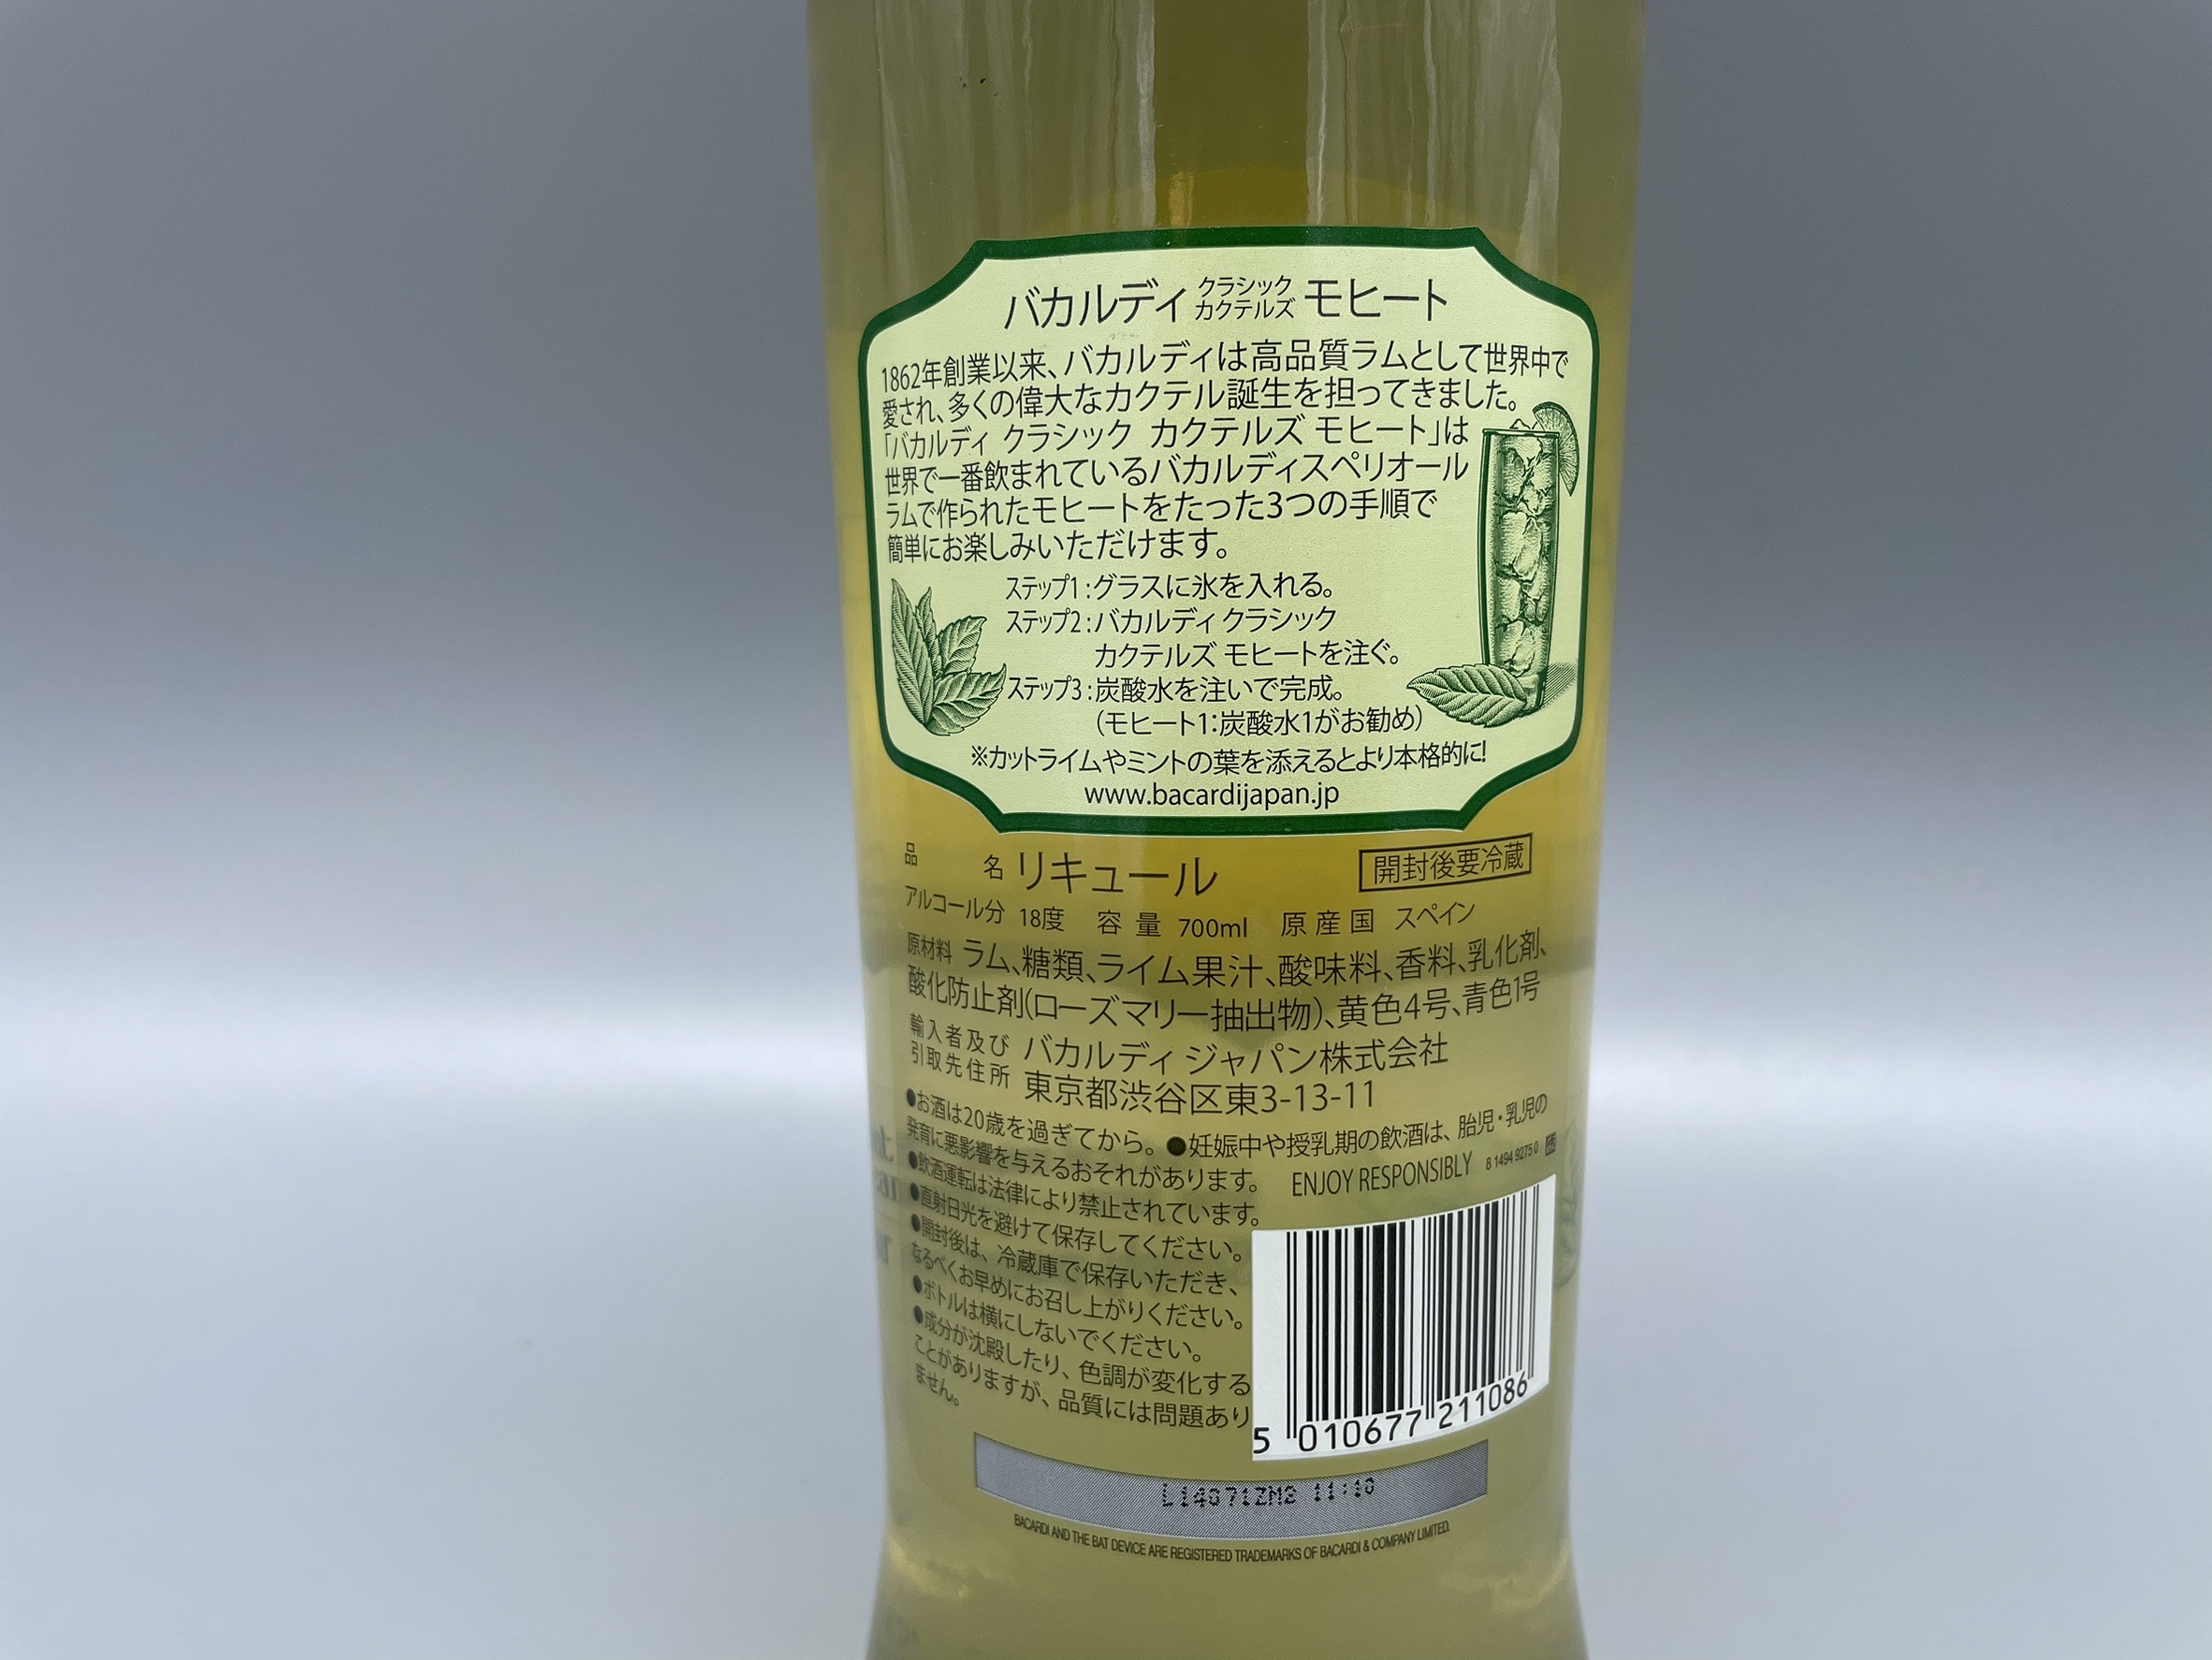 バカルディ クラシック カクテルズ モヒート
1862年創業以来、バカルディは高品質ラムとして世界中で
愛され、多くの偉大なカクテル誕生を担ってきました。
「バカルディ クラシック カクテルズ モヒート」は
世界で一番飲まれているバカルディスペリオール
ラムで作られたモヒートをたった3つの手順で
簡単にお楽しみいただけます。
ステップ1:グラスに氷を入れる。
ステップ2:バカルディ クラシック
カクテルズ モヒートを注ぐ。
ステップ3:炭酸水を注いで完成。
(モヒート1:炭酸水1がお勧め)
※カットライムやミントの葉を添えるとより本格的に!
www.bacardijapan.jp
品名 リキュール 開封後要冷蔵
アルコール分 18度 容量 700ml 原産国 スペイン
原材料 ラム、糖類、ライム果汁、酸味料、香料、乳化剤、
酸化防止剤(ローズマリー抽出物)、黄色4号、青色1号
輸入者及び 引取先住所 バカルディ ジャパン株式会社
東京都渋谷区東3-13-11
●お酒は20歳を過ぎてから。●妊娠中や授乳期の飲酒は、胎児・乳児の
発育に悪影響を与えるおそれがあります。 ENJOY RESPONSIBLY 8 1494 9275 0
●飲酒運転は法律により禁止されています。
●直射日光を避けて保存してください。
●開封後は、冷蔵庫で保存いただき、
なるべくお早めにお召し上がりください。
●ボトルは横にしないでください。
●成分が沈殿したり、色調が変化する
ことがありますが、品質には問題あり
ません。
5 010677 211086
11:18
BACARDI AND THE BAT DEVICE ARE REGISTERED TRADEMARKS OF BACARDI & COMPANY LIMITED.